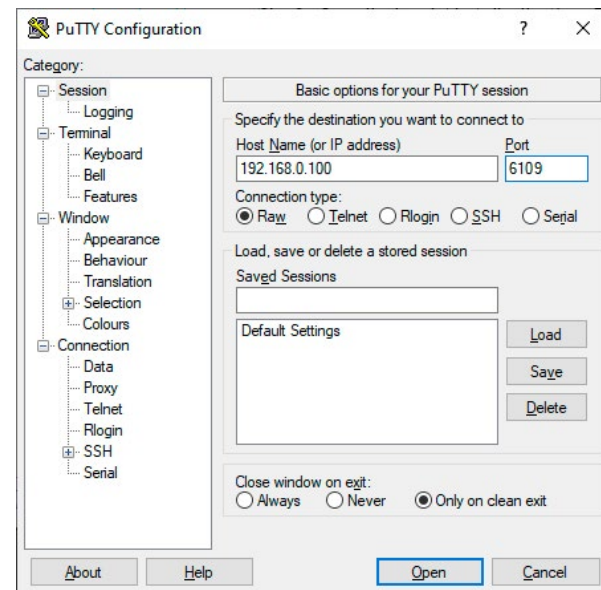 PuTTY Configuration
?
Category:
Session
Logging
Terminal
Keyboard
Bell
Features
Window
Appearance
Behaviour
Translation
Selection
Colours
Connection
Data
Proxy
Telnet
Rlogin
SSH
Serial
Basic options for your PuTTY session
Specify the destination you want to connect to
Host Name (or IP address) Port
192.168.0.100 6109
Connection type:
Raw Telnet Rlogin SSH Serial
Load, save or delete a stored session
Saved Sessions
Default Settings
Load
Save
Delete
Close window on exit:
Always Never Only on clean exit
About Help Open Cancel